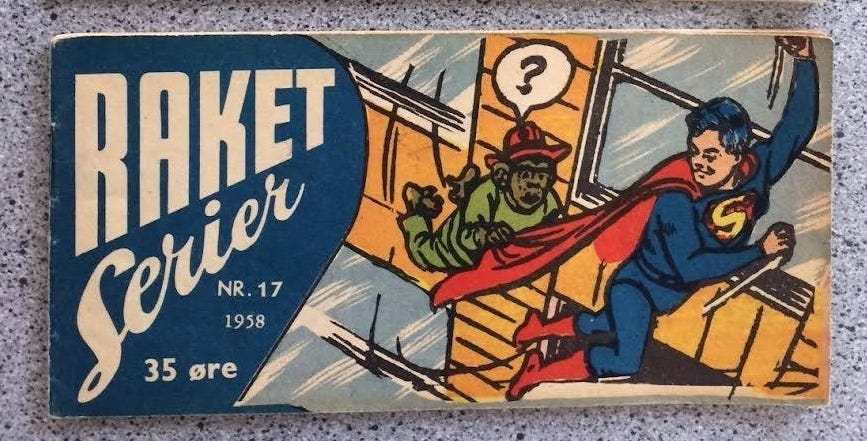 RAKET
Serier
NR. 17
1958
35 øre
?
S